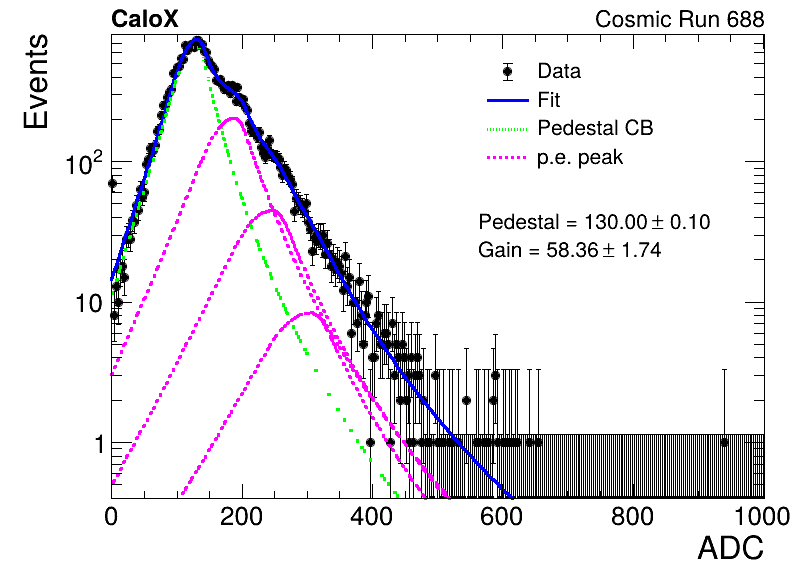 CaloX
Cosmic Run 688
Events
Data
Fit
Pedestal CB
p.e. peak
Pedestal = 130.00 ± 0.10
Gain = 58.36 ± 1.74
10²
10
1
0 200 400 600 800 1000
ADC